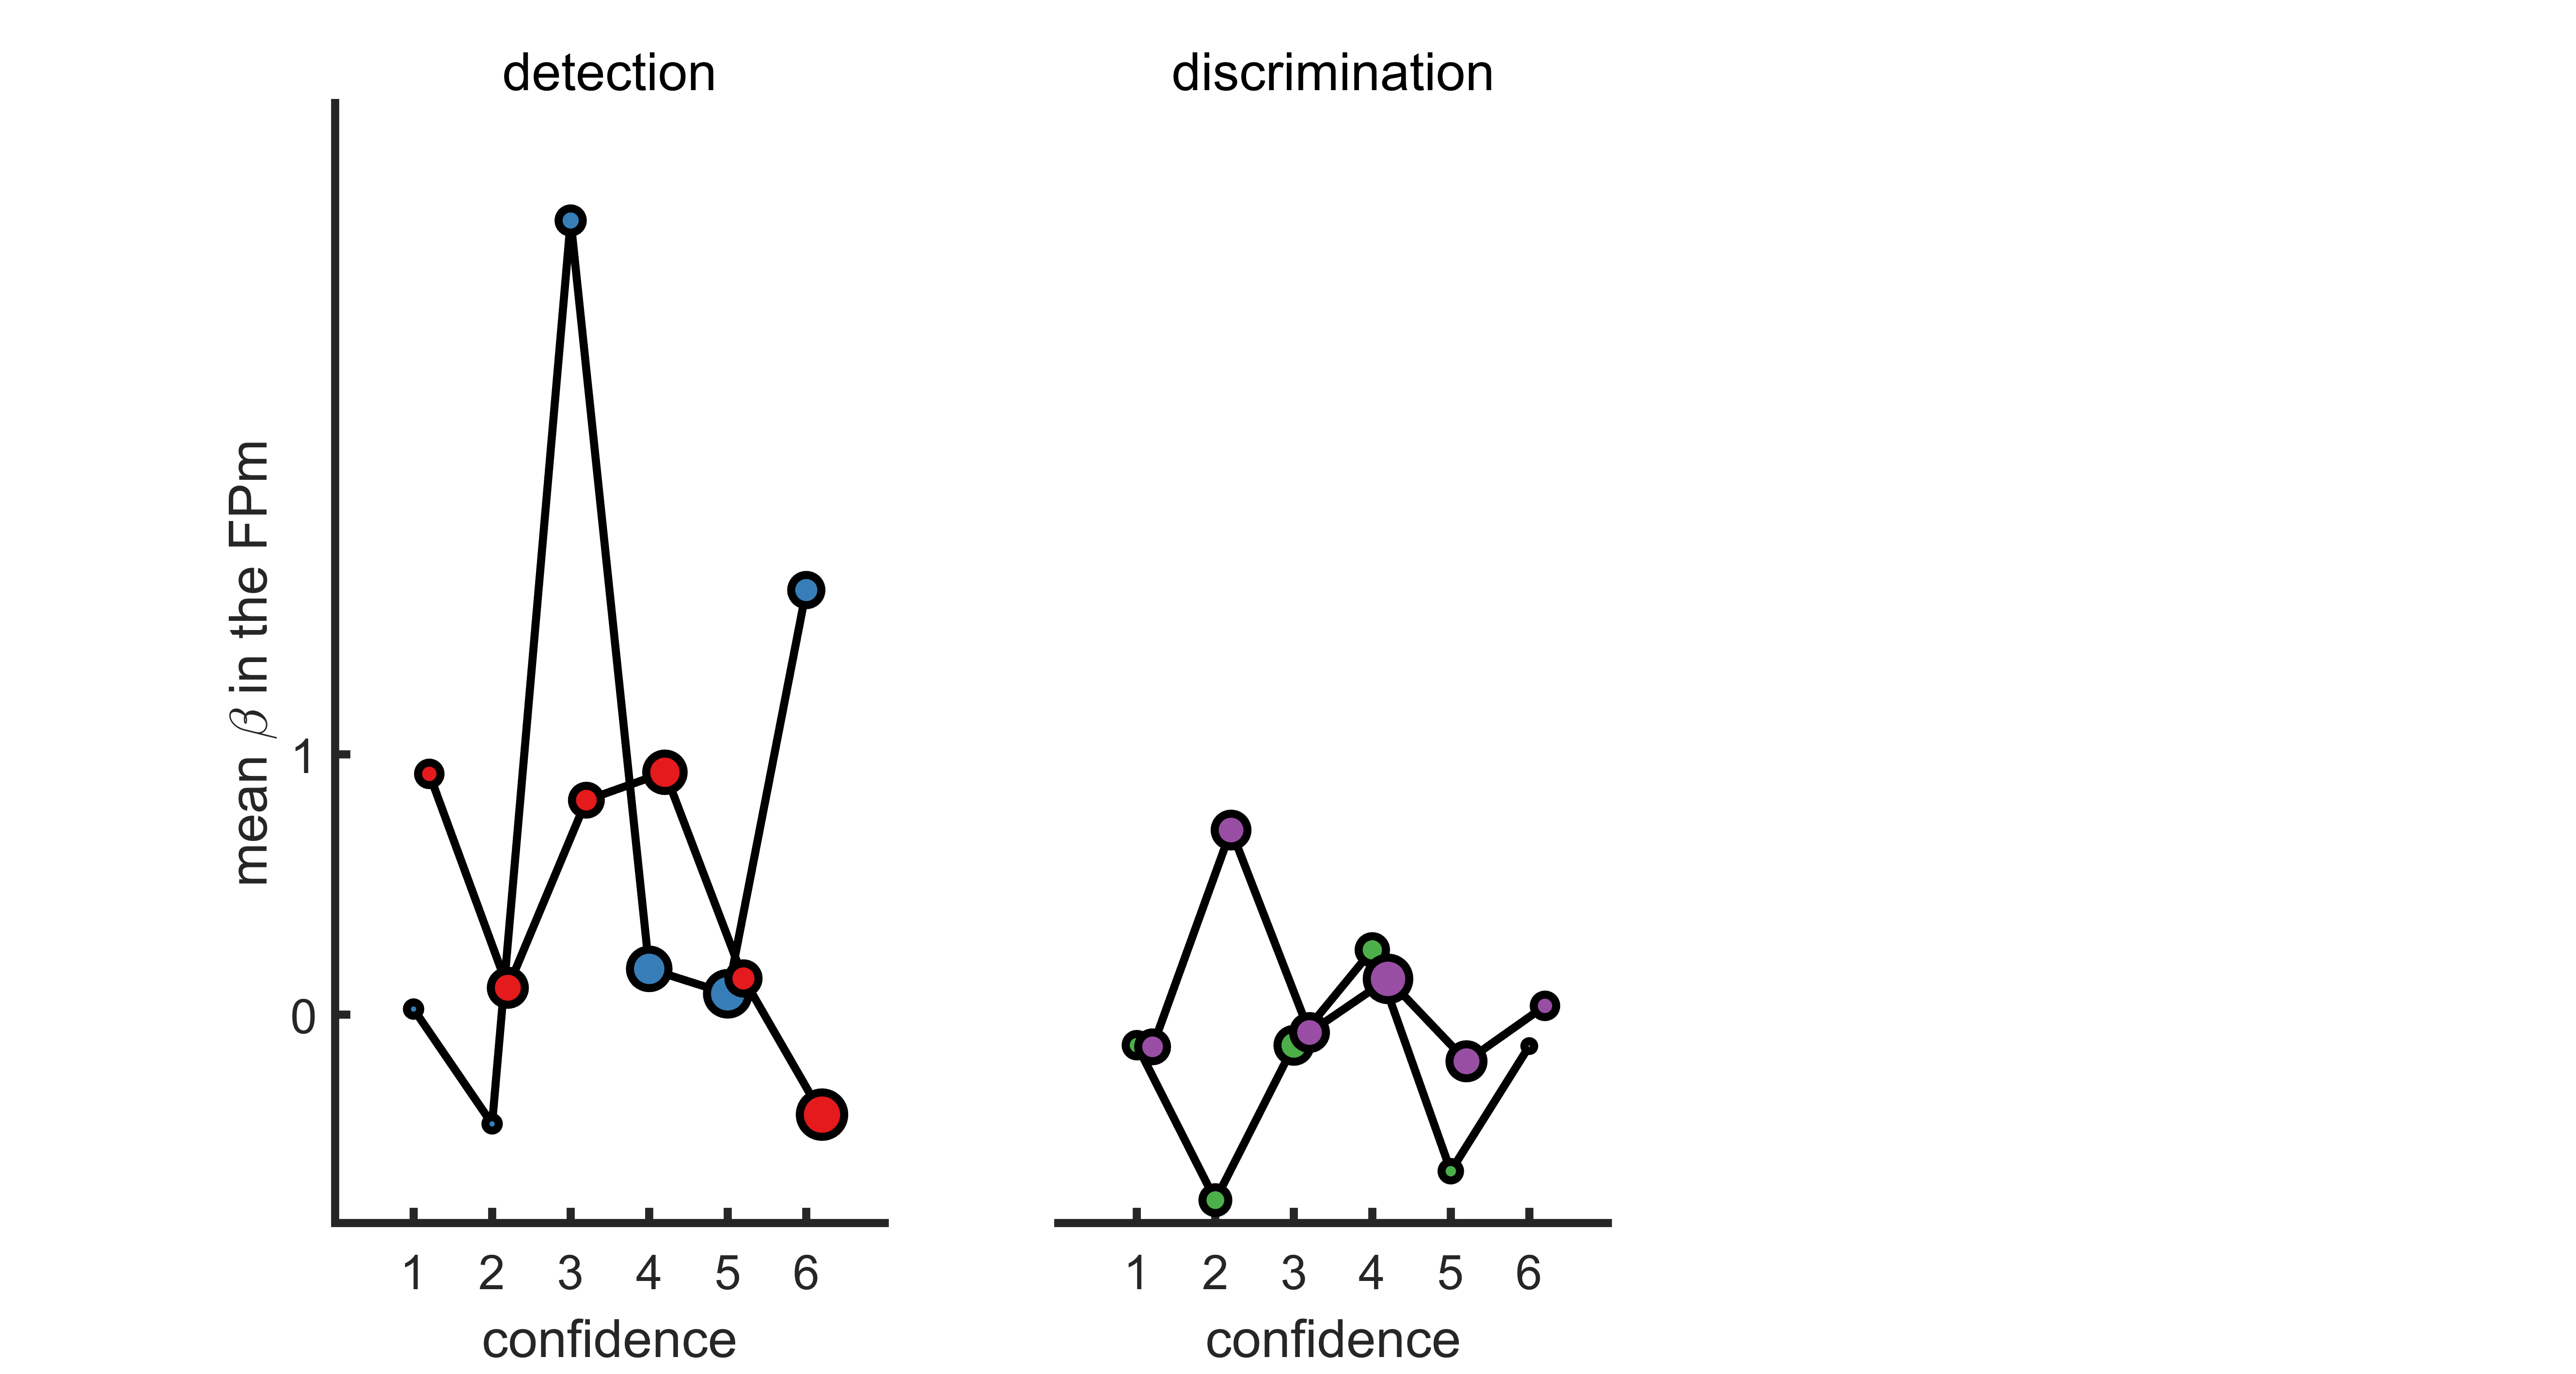 detection
discrimination
mean β in the FPm
1
0
1 2 3 4 5 6
1 2 3 4 5 6
confidence
confidence